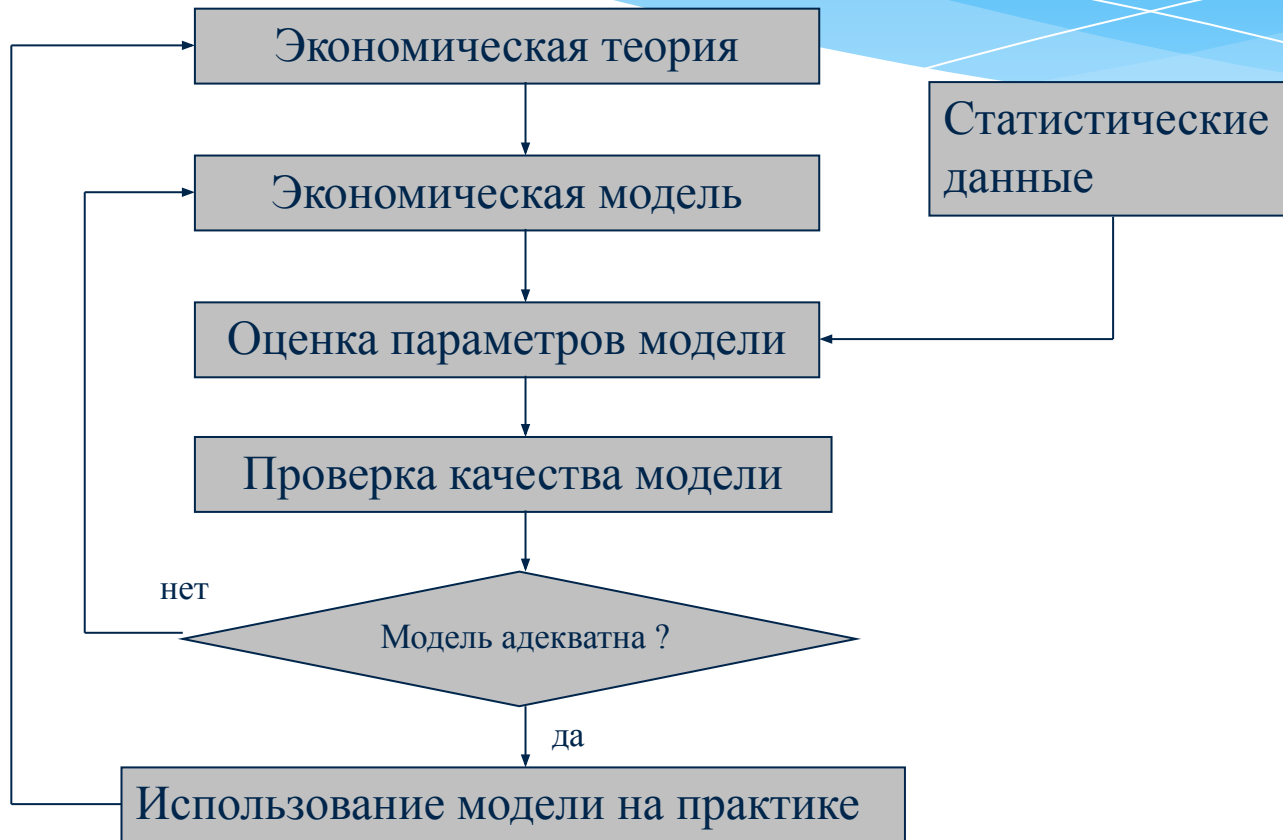 Экономическая теория
Статистические
данные
Экономическая модель
Оценка параметров модели
Проверка качества модели
нет
Модель адекватна ?
да
Использование модели на практике